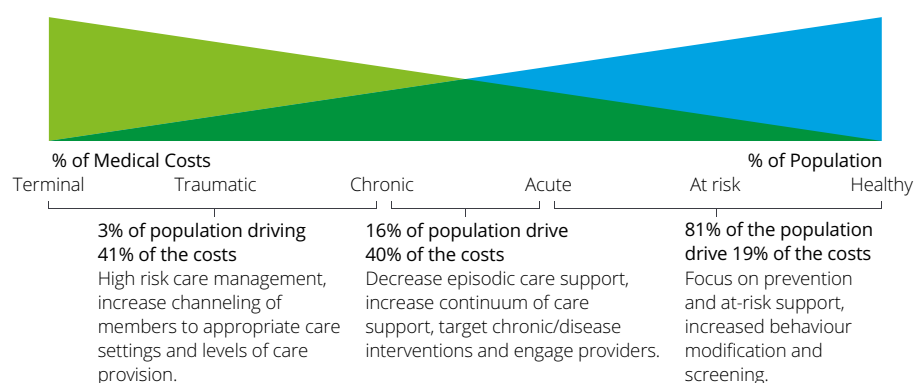 % of Medical Costs
% of Population
Terminal
Traumatic
Chronic
Acute
At risk
Healthy
3% of population driving
41% of the costs
High risk care management,
increase channeling of
members to appropriate care
settings and levels of care
provision.
16% of population drive
40% of the costs
Decrease episodic care support,
increase continuum of care
support, target chronic/disease
interventions and engage providers.
81% of the population
drive 19% of the costs
Focus on prevention
and at-risk support,
increased behaviour
modification and
screening.